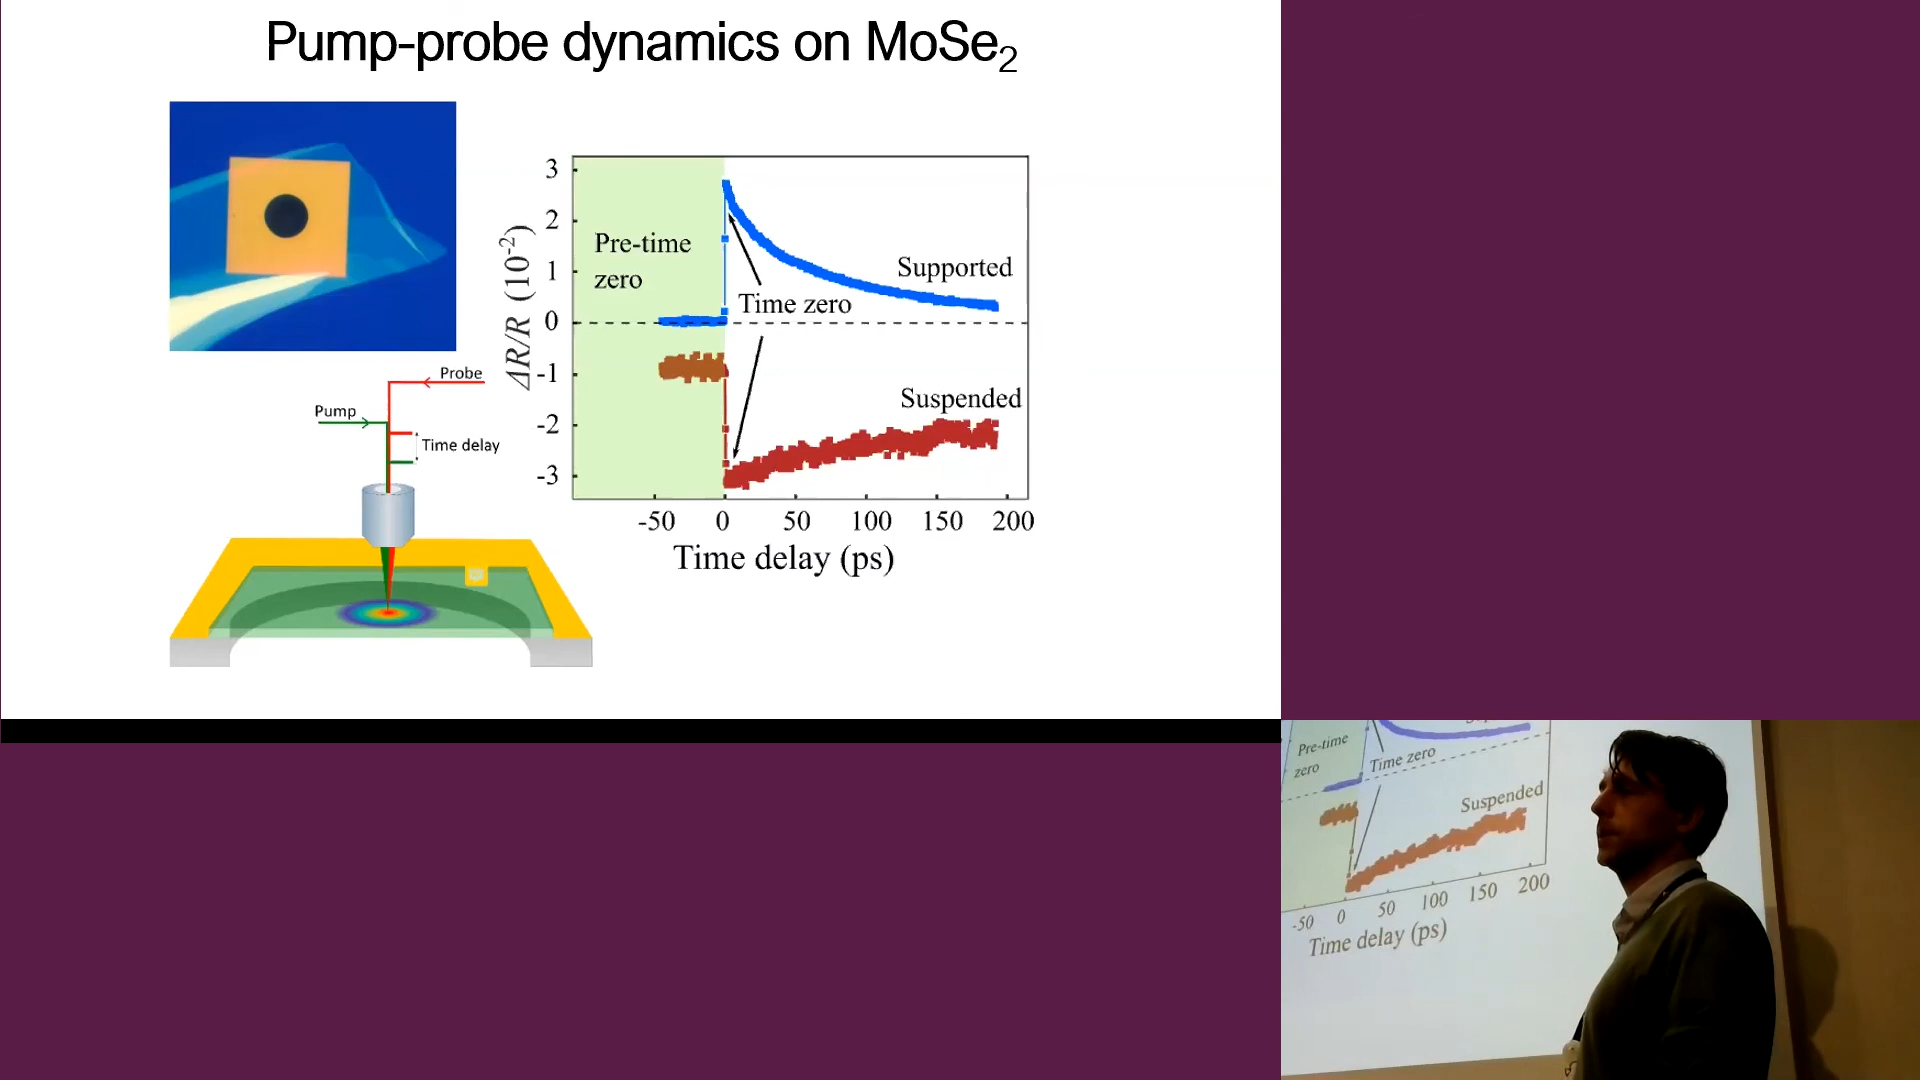 Pump-probe dynamics on MoSe₂
3
2
1
0
-1
-2
-3
ΔR/R (10⁻²)
Pre-time
zero
Supported
Time zero
Suspended
-50 0 50 100 150 200
Time delay (ps)
Probe
Pump
Time delay
Pre-time
zero
Time zero
Suspended
-50 0 50 100 150 200
Time delay (ps)